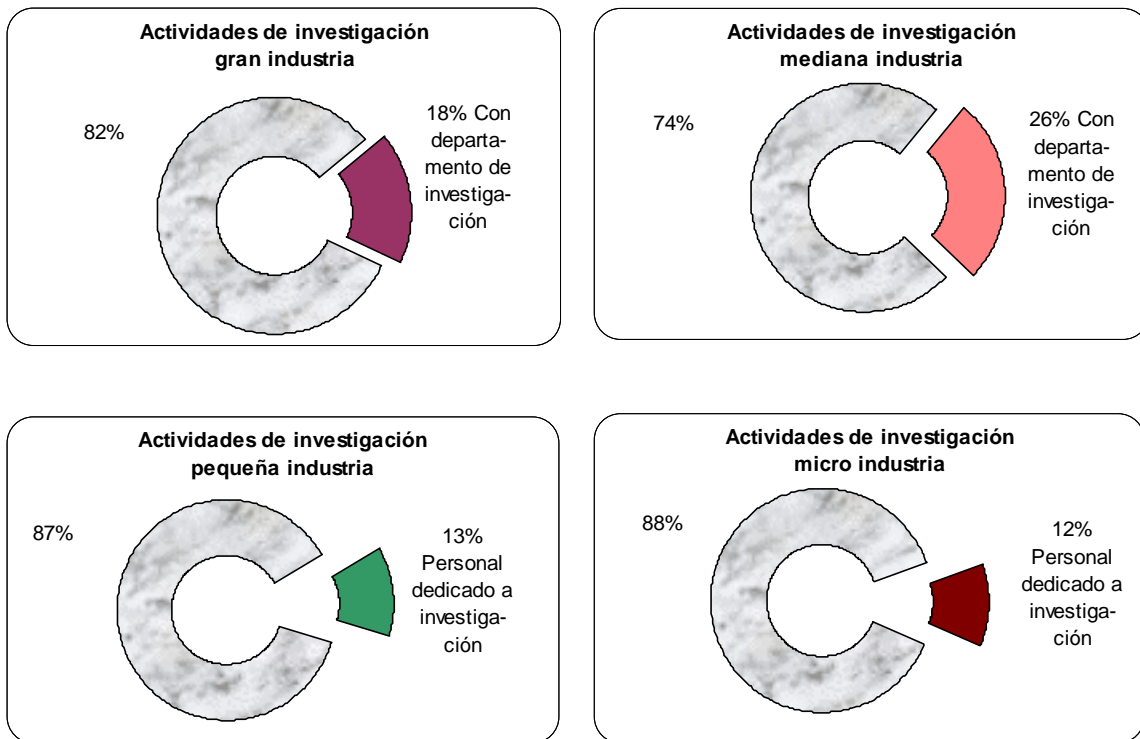 Actividades de investigación
gran industria
82%
18% Con
departa-
mento de
investiga-
ción
Actividades de investigación
mediana industria
74%
26% Con
departa-
mento de
investiga-
ción
Actividades de investigación
pequeña industria
87%
13%
Personal
dedicado a
investiga-
ción
Actividades de investigación
micro industria
88%
12%
Personal
dedicado a
investiga-
ción